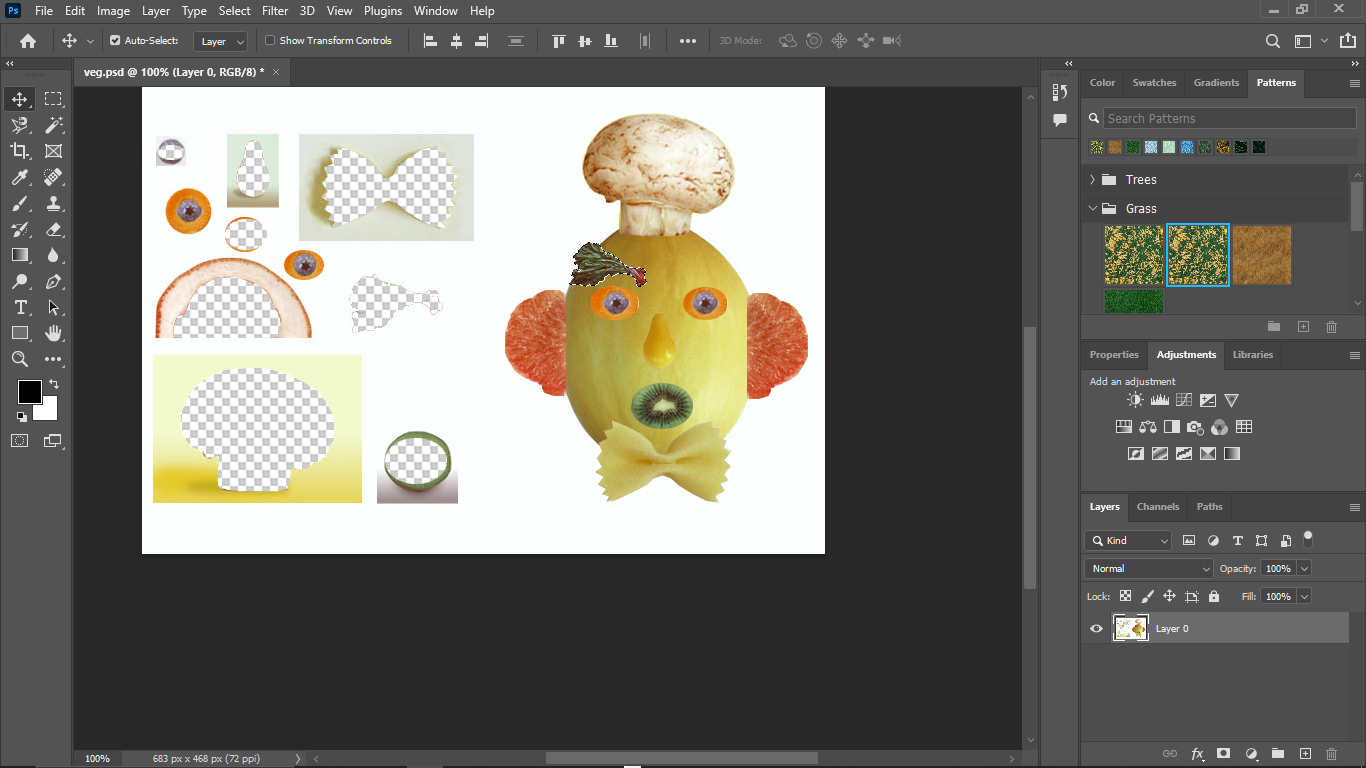 Ps File Edit Image Layer Type Select Filter 3D View Plugins Window Help
Auto-Select: Layer Show Transform Controls 3D Mode:
veg.psd @ 100% (Layer 0, RGB/8) *
Color Swatches Gradients Patterns
Search Patterns
Trees
Grass
Properties Adjustments Libraries
Add an adjustment
Layers Channels Paths
Kind
Normal Opacity: 100%
Lock: Fill: 100%
Layer 0
100% 683 px x 468 px (72 ppi)
fx